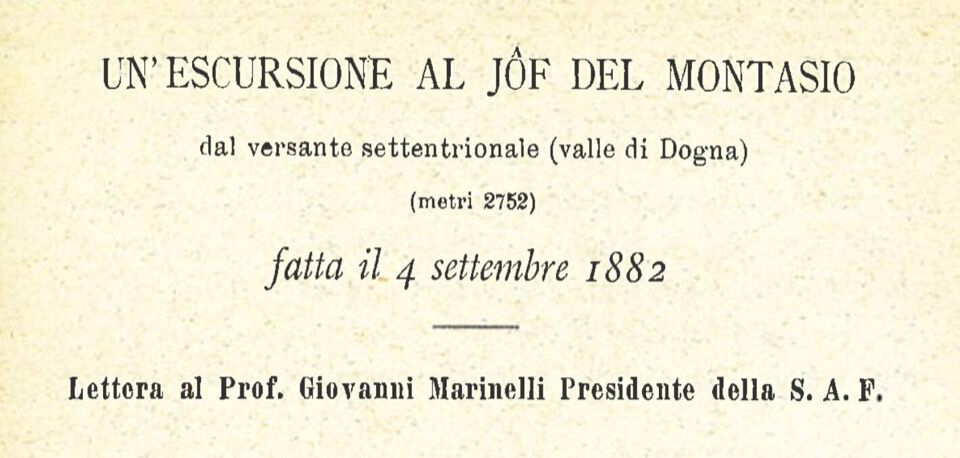 UN' ESCURSIONE AL JÔF DEL MONTASIO
dal versante settentrionale (valle di Dogna)
(metri 2752)
fatta il 4 settembre 1882
Lettera al Prof. Giovanni Marinelli Presidente della S. A. F.